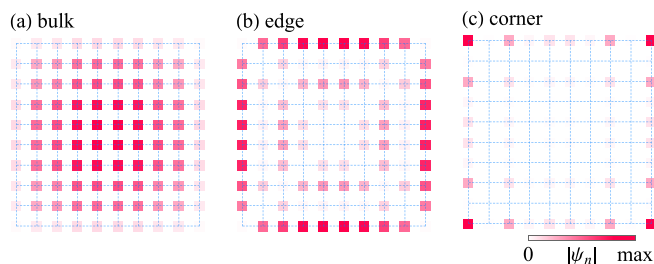 (a) bulk
(b) edge
(c) corner
0 |ψₙ| max